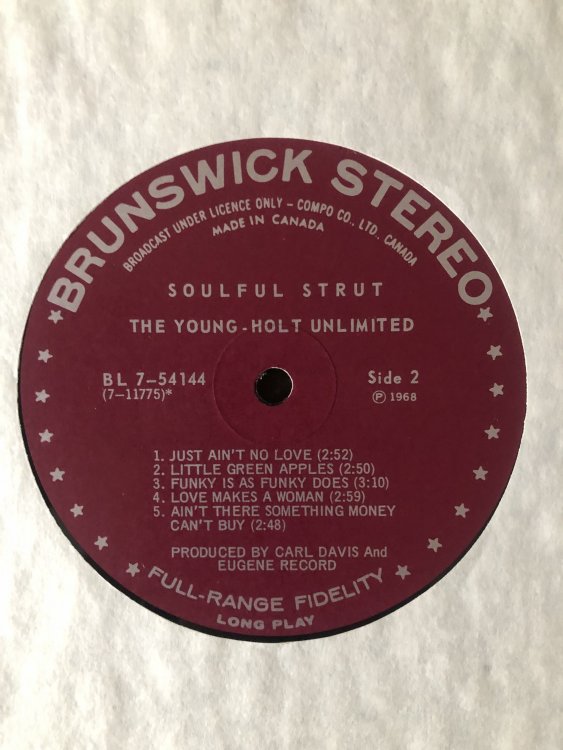 BRUNSWICK STEREO
BROADCAST UNDER LICENCE ONLY – COMPO CO., LTD., CANADA
MADE IN CANADA
SOULFUL STRUT
THE YOUNG-HOLT UNLIMITED
BL 7-54144
(7-11775)*
Side 2
Ⓟ 1968
1. JUST AIN'T NO LOVE (2:52)
2. LITTLE GREEN APPLES (2:50)
3. FUNKY IS AS FUNKY DOES (3:10)
4. LOVE MAKES A WOMAN (2:59)
5. AIN'T THERE SOMETHING MONEY
CAN'T BUY (2:48)
PRODUCED BY CARL DAVIS And
EUGENE RECORD
FULL-RANGE FIDELITY
LONG PLAY